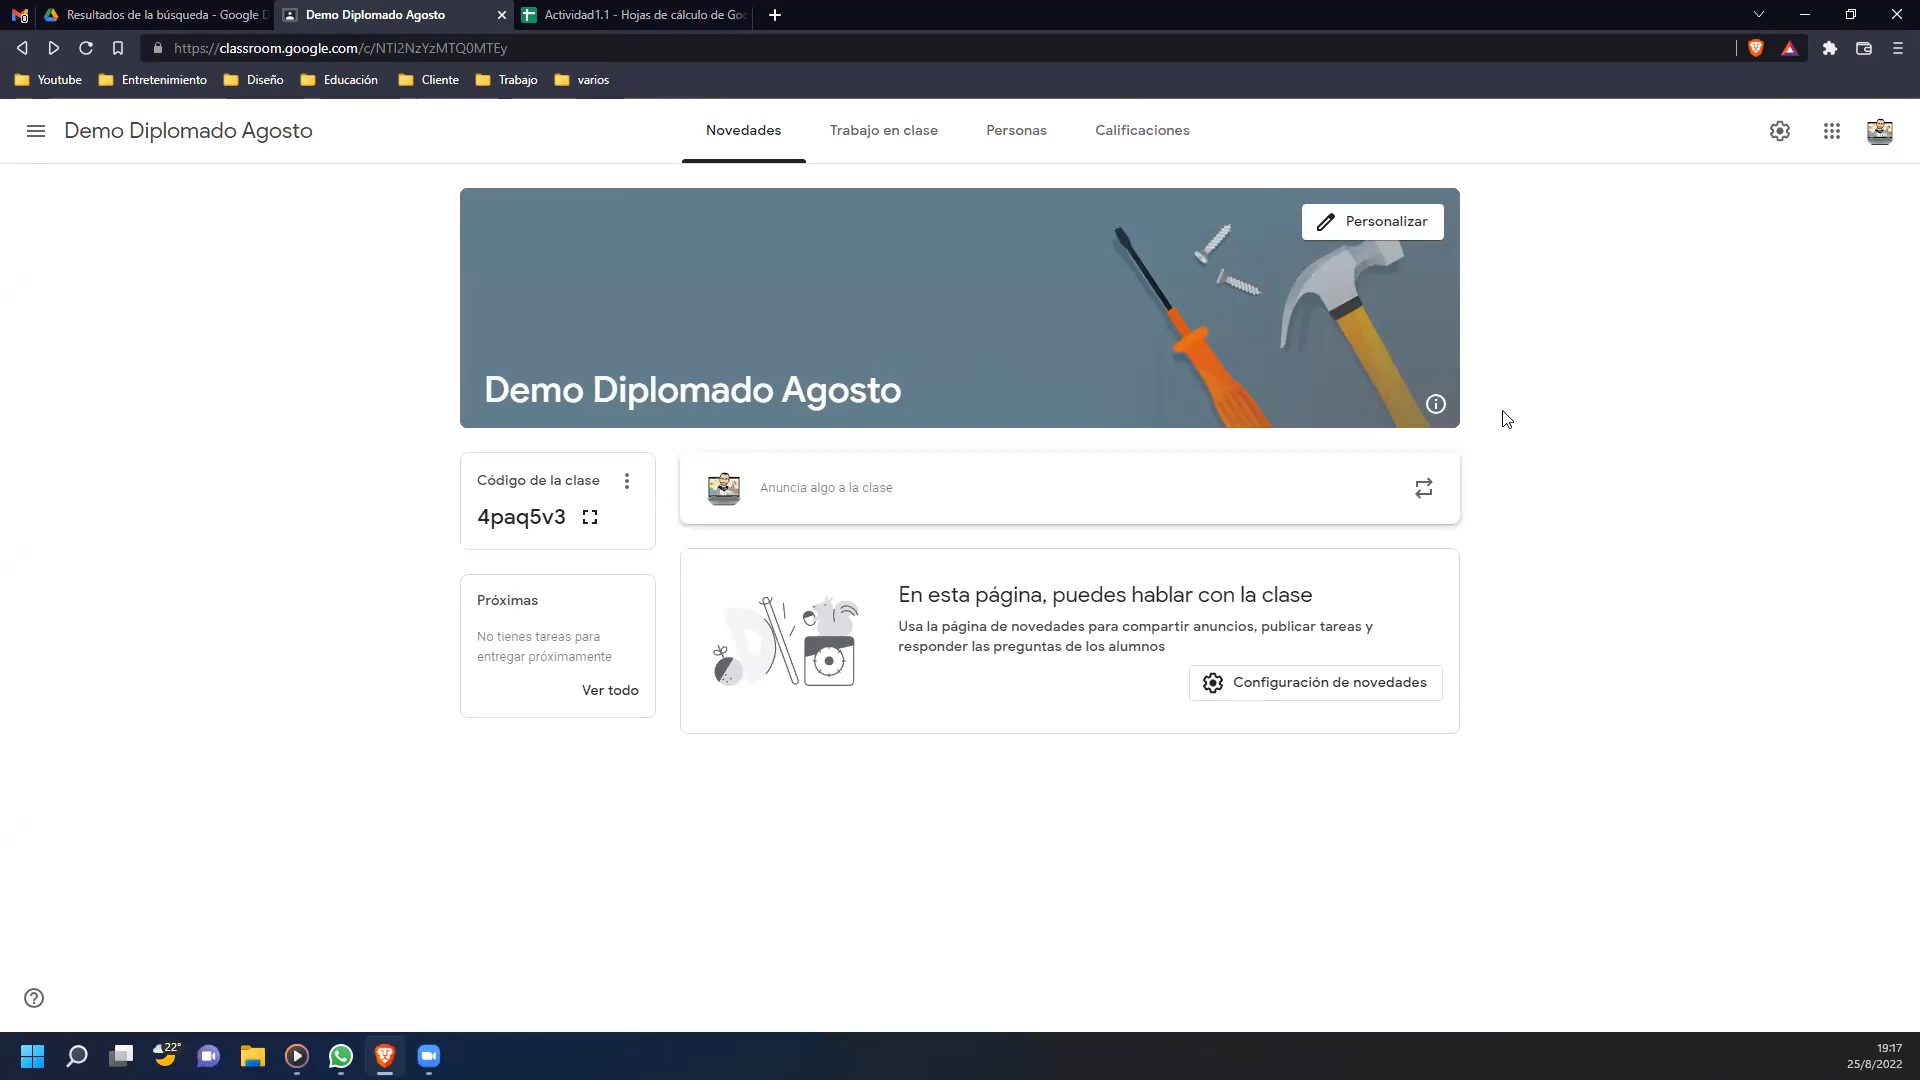 Resultados de la búsqueda - Google D
Demo Diplomado Agosto
Actividad1.1 - Hojas de cálculo de Goo
https://classroom.google.com/c/NTI2NzYzMTQ0MTEy
Youtube
Entretenimiento
Diseño
Educación
Cliente
Trabajo
varios
Demo Diplomado Agosto
Novedades
Trabajo en clase
Personas
Calificaciones
Personalizar
Demo Diplomado Agosto
Código de la clase
4paq5v3
Anuncia algo a la clase
Próximas
No tienes tareas para
entregar próximamente
Ver todo
En esta página, puedes hablar con la clase
Usa la página de novedades para compartir anuncios, publicar tareas y
responder las preguntas de los alumnos
Configuración de novedades
22°
19:17
25/8/2022